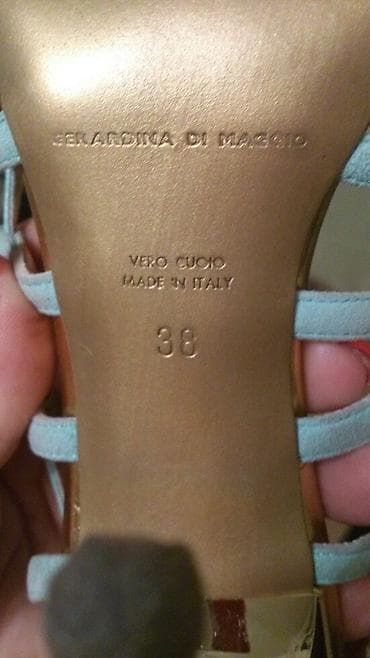 GERARDINA DI MAGGIO
VERO CUOIO
MADE IN ITALY
38